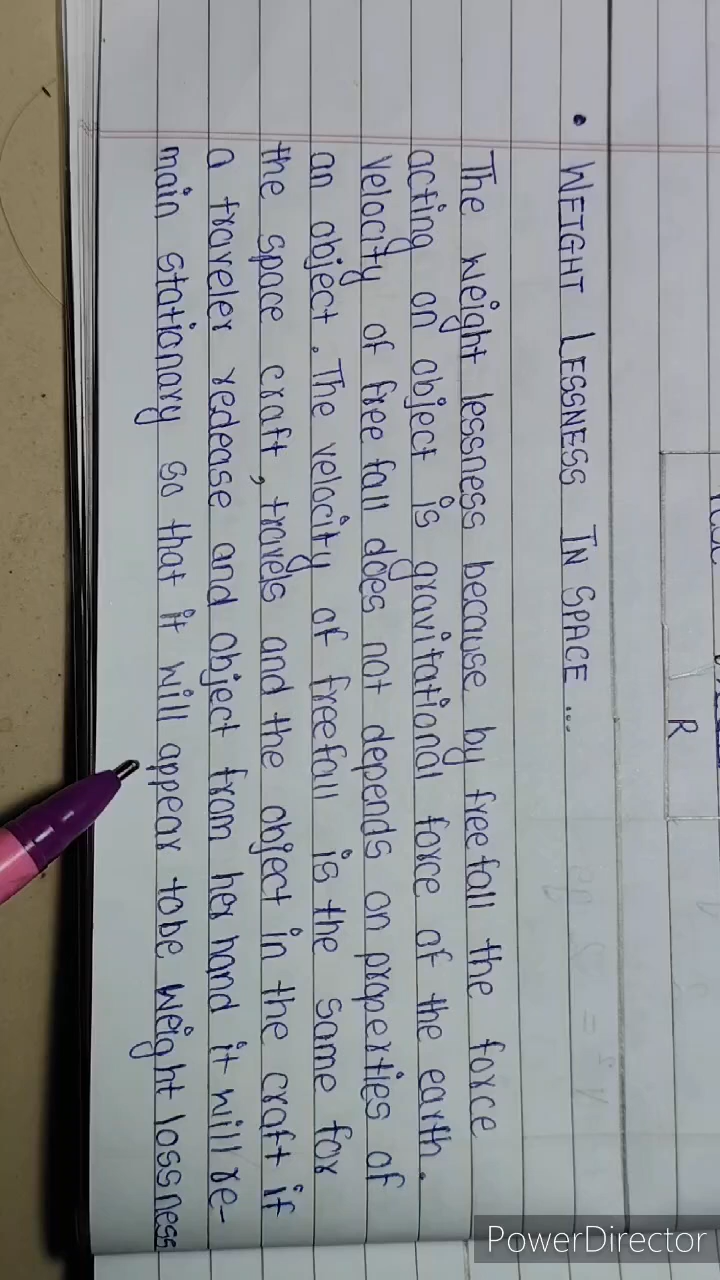 • WEIGHT LESSNESS IN SPACE ...
The weight lessness because by free fall the force
acting on object is gravitational force of the earth.
velocity of free fall does not depends on properties of
an object. The velocity of freefall is the same for
the space craft, travels and the object in the craft if
a traveler redease and object from her hand it will re-
main stationary so that it will appear tobe weight lossness
R
PowerDirector